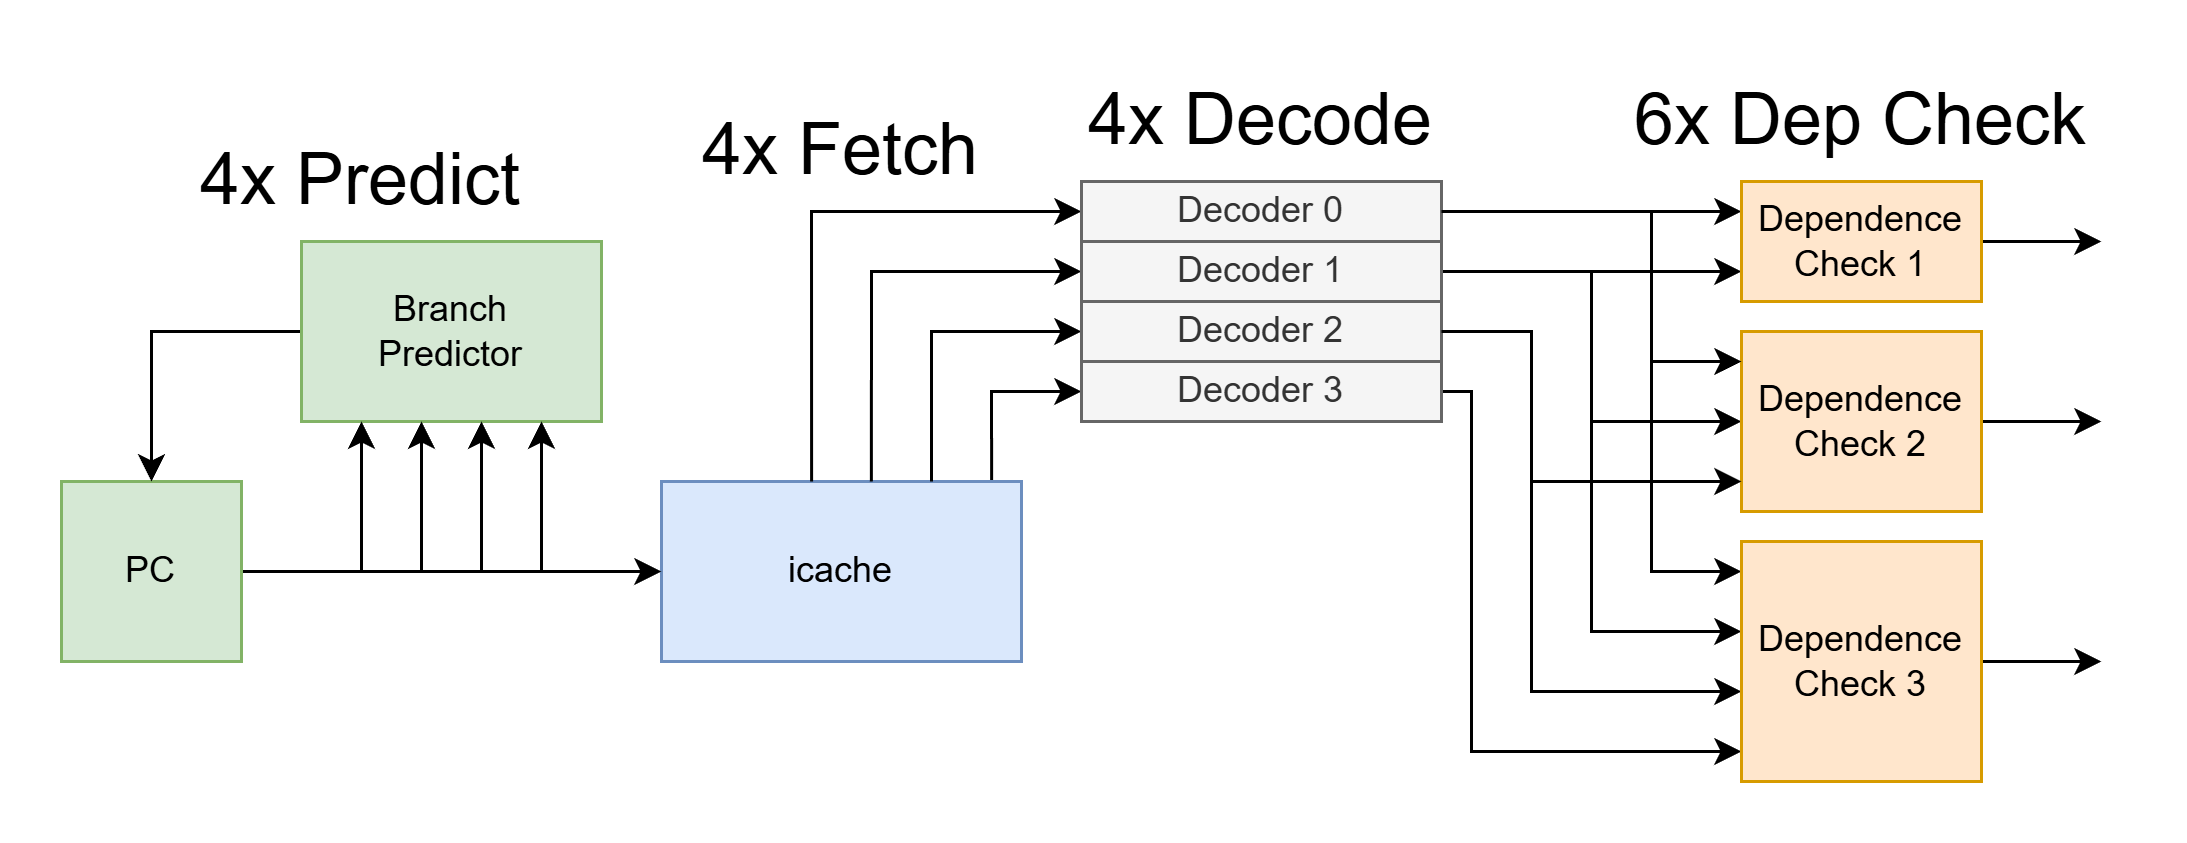 4x Predict
4x Fetch
4x Decode
6x Dep Check
Branch
Predictor
PC
icache
Decoder 0
Decoder 1
Decoder 2
Decoder 3
Dependence
Check 1
Dependence
Check 2
Dependence
Check 3